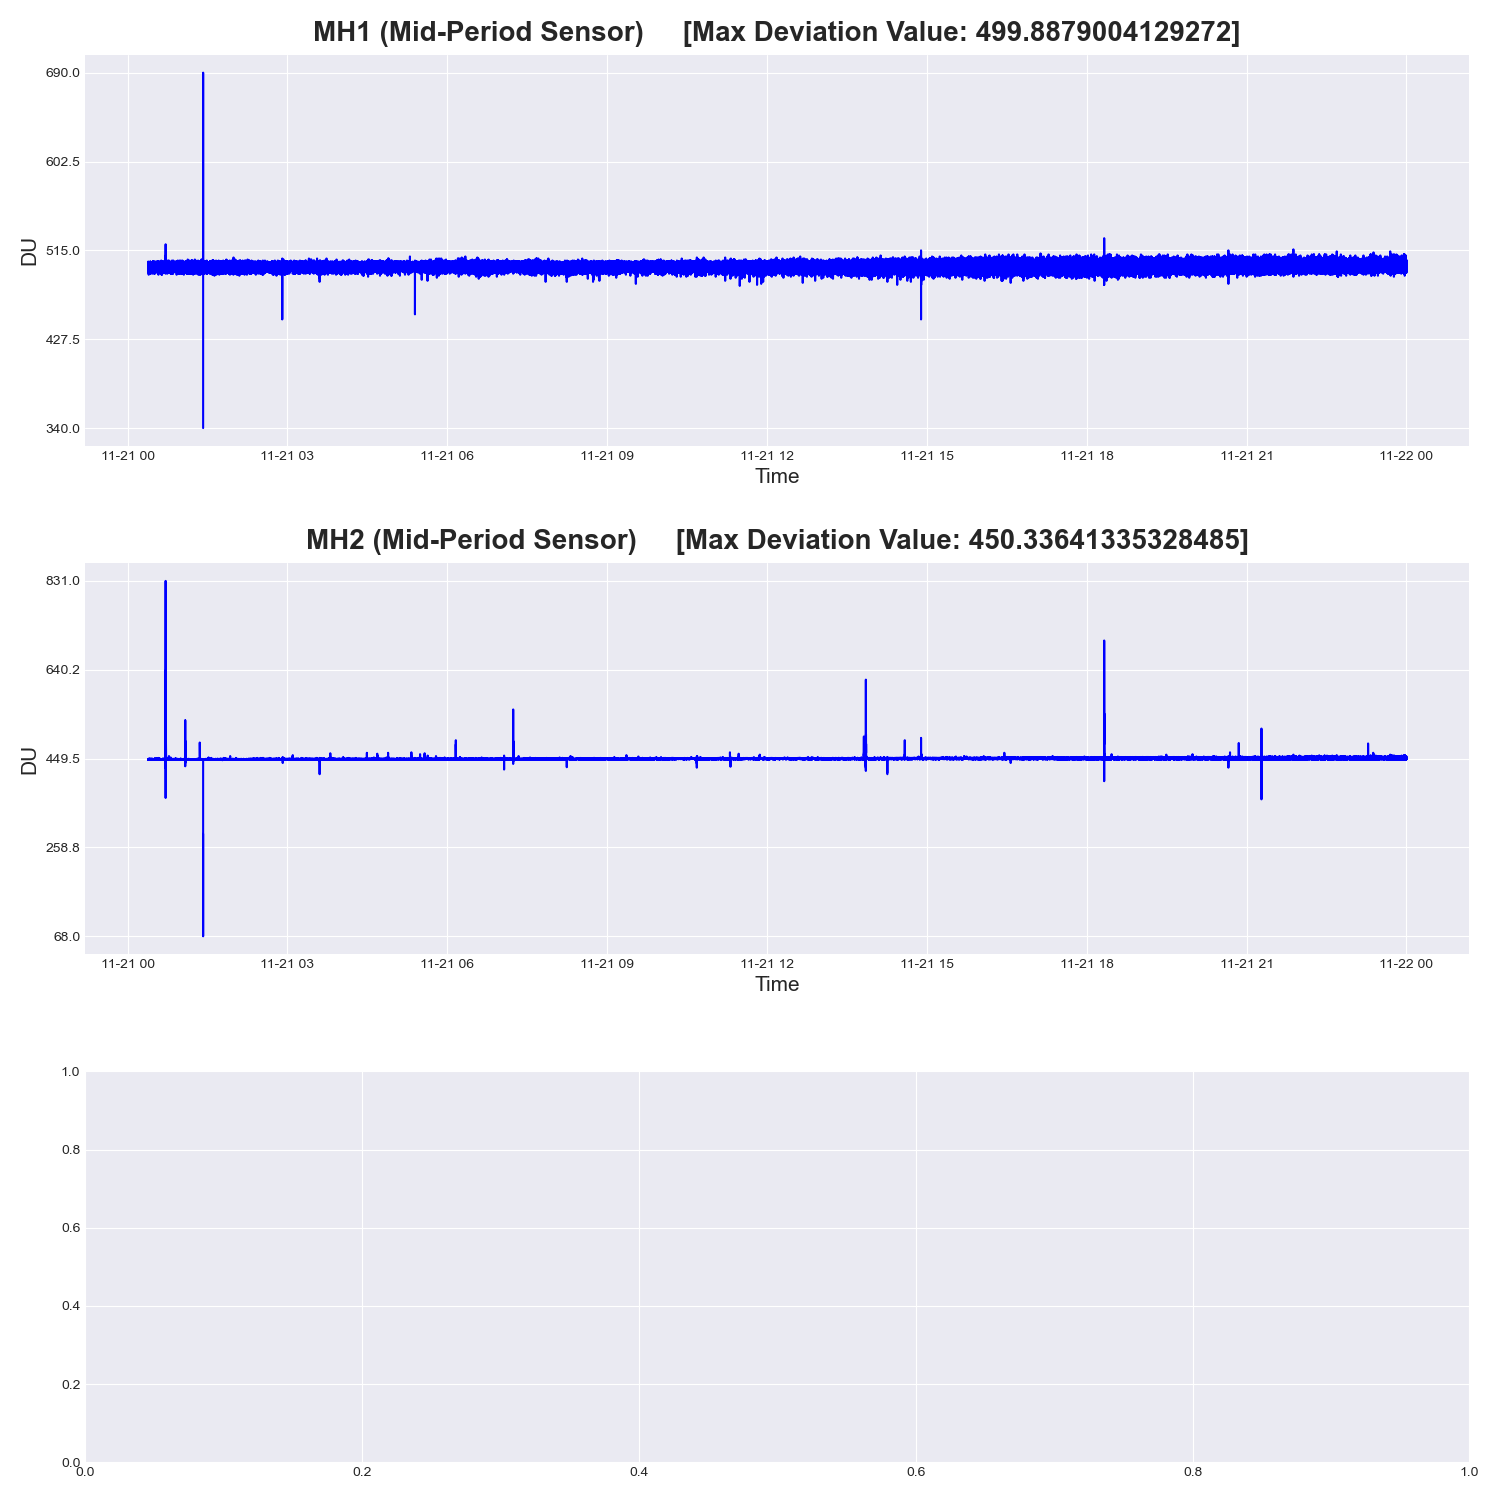 MH1 (Mid-Period Sensor) [Max Deviation Value: 499.8879004129272]
690.0
602.5
515.0
427.5
340.0
DU
11-21 00 11-21 03 11-21 06 11-21 09 11-21 12 11-21 15 11-21 18 11-21 21 11-22 00
Time
MH2 (Mid-Period Sensor) [Max Deviation Value: 450.33641335328485]
831.0
640.2
449.5
258.8
68.0
DU
11-21 00 11-21 03 11-21 06 11-21 09 11-21 12 11-21 15 11-21 18 11-21 21 11-22 00
Time
1.0
0.8
0.6
0.4
0.2
0.0
0.0 0.2 0.4 0.6 0.8 1.0